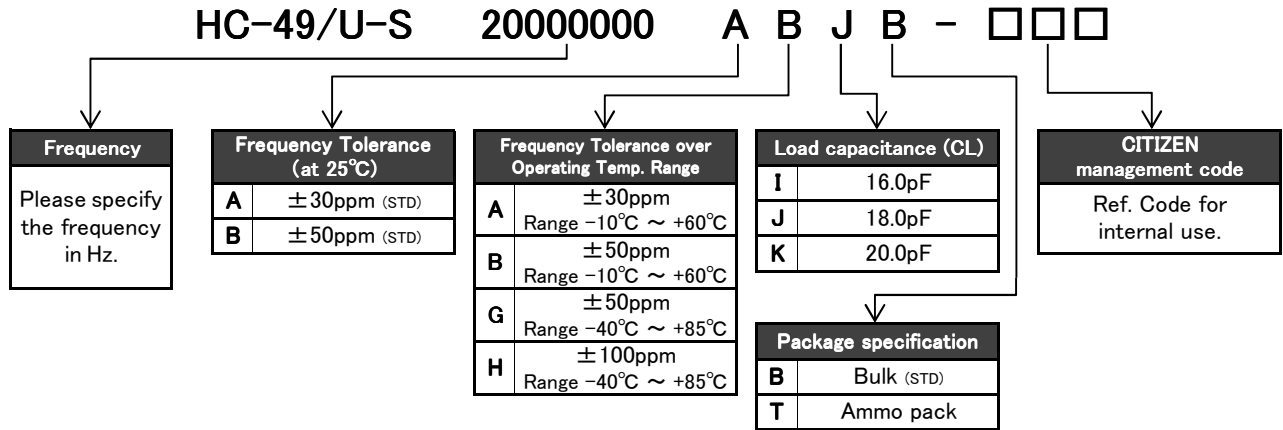 HC-49/U-S 20000000 A B J B - □□□
Frequency
Please specify
the frequency
in Hz.
Frequency Tolerance
(at 25℃)
A ±30ppm (STD)
B ±50ppm (STD)
Frequency Tolerance over
Operating Temp. Range
A ±30ppm
Range -10℃ ~ +60℃
B ±50ppm
Range -10℃ ~ +60℃
G ±50ppm
Range -40℃ ~ +85℃
H ±100ppm
Range -40℃ ~ +85℃
Load capacitance (CL)
I 16.0pF
J 18.0pF
K 20.0pF
Package specification
B Bulk (STD)
T Ammo pack
CITIZEN
management code
Ref. Code for
internal use.